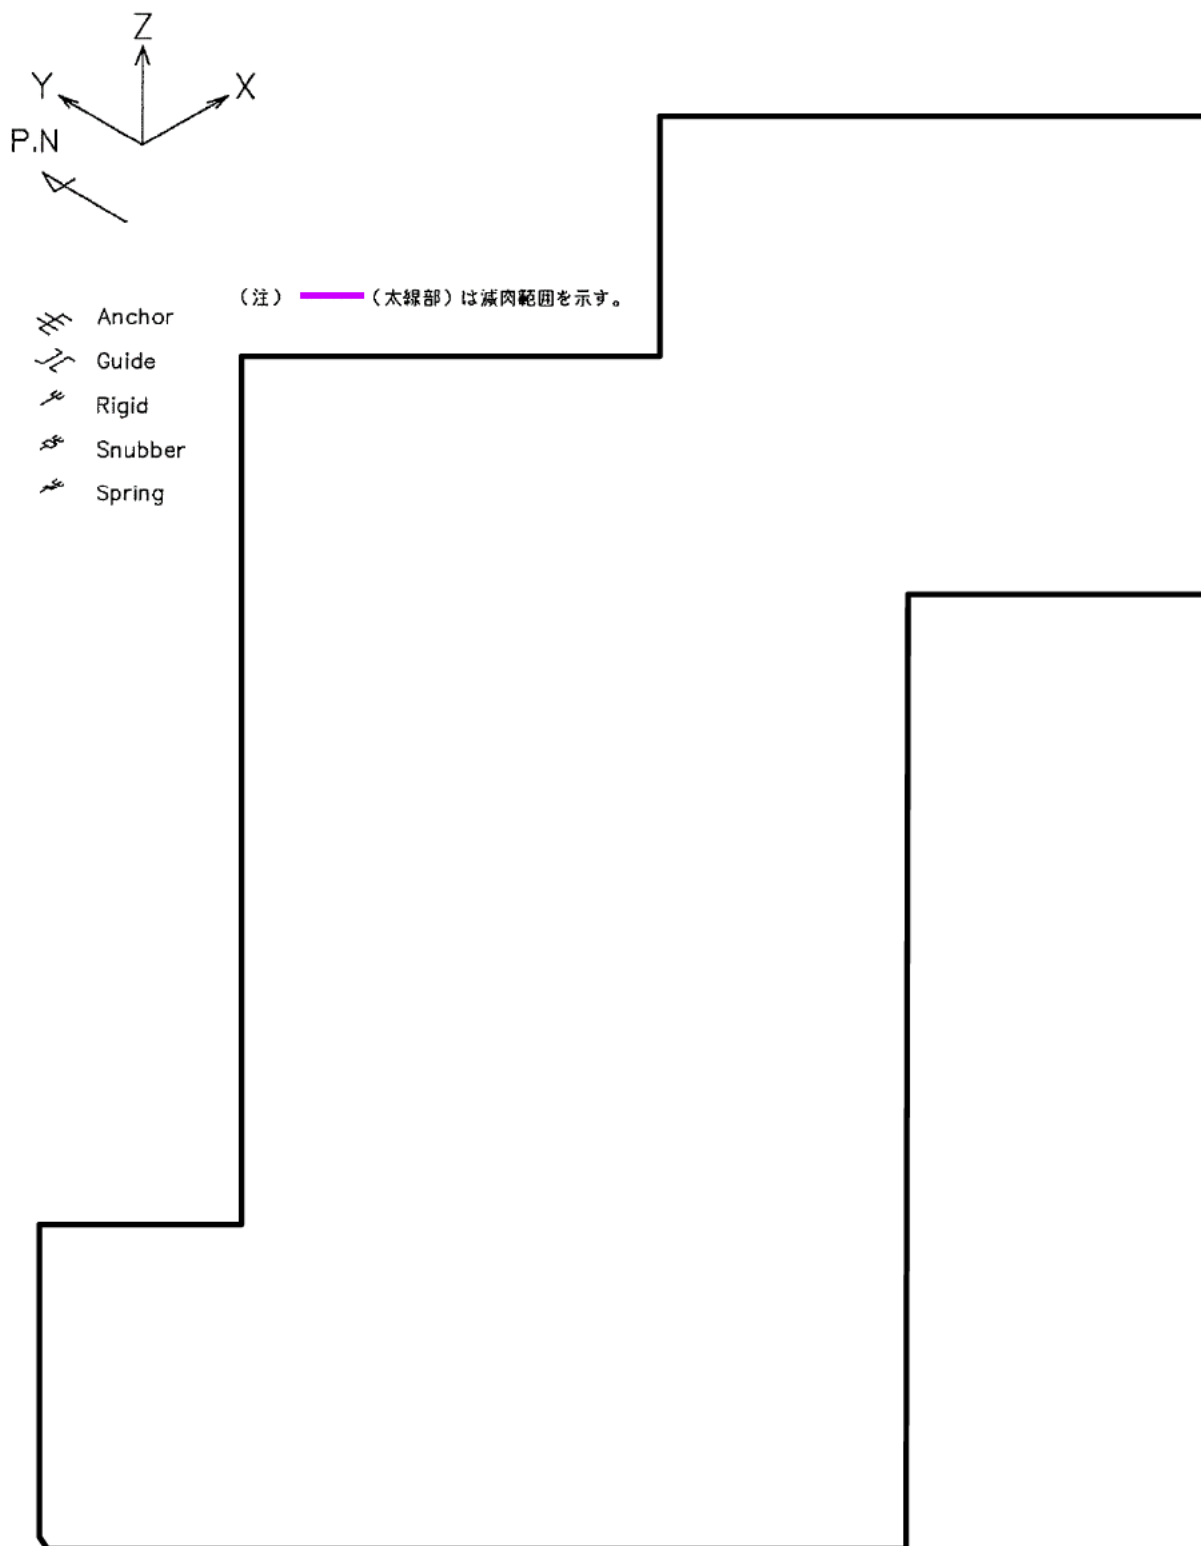 Z
Y
X
P.N
(注) (太線部)は減肉範囲を示す。
Anchor
Guide
Rigid
Snubber
Spring